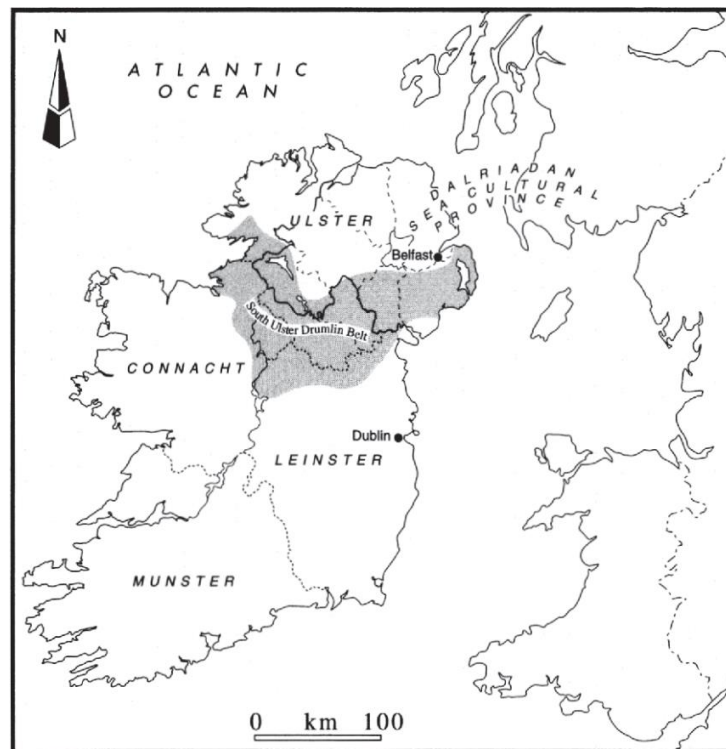 N
ATLANTIC
OCEAN
DALRIADAN
SEA CULTURAL
PROVINCE
ULSTER
Belfast
South Ulster Drumlin Belt
CONNACHT
Dublin
LEINSTER
MUNSTER
0 km 100